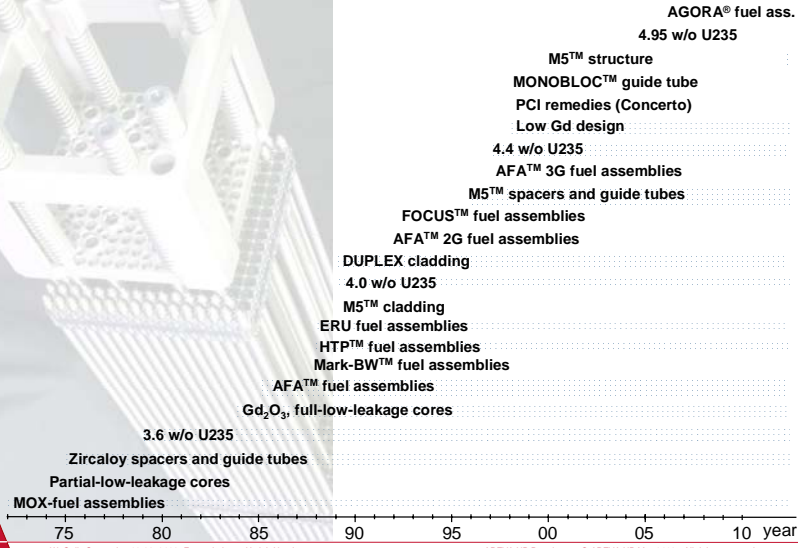 AGORA® fuel ass.
4.95 w/o U235
M5™ structure
MONOBLOC™ guide tube
PCI remedies (Concerto)
Low Gd design
4.4 w/o U235
AFA™ 3G fuel assemblies
M5™ spacers and guide tubes
FOCUS™ fuel assemblies
AFA™ 2G fuel assemblies
DUPLEX cladding
4.0 w/o U235
M5™ cladding
ERU fuel assemblies
HTP™ fuel assemblies
Mark-BW™ fuel assemblies
AFA™ fuel assemblies
Gd₂O₃, full-low-leakage cores
3.6 w/o U235
Zircaloy spacers and guide tubes
Partial-low-leakage cores
MOX-fuel assemblies
75 80 85 90 95 00 05 10 year